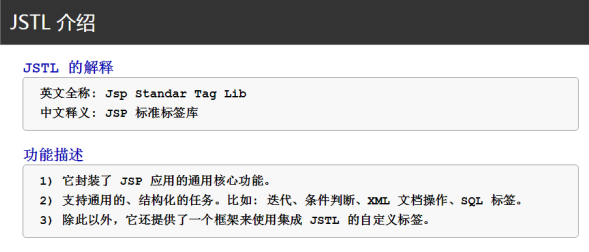 JSTL 介绍
JSTL 的解释
英文全称: Jsp Standar Tag Lib
中文释义: JSP 标准标签库
功能描述
1) 它封装了 JSP 应用的通用核心功能。
2) 支持通用的、结构化的任务。比如: 迭代、条件判断、XML 文档操作、SQL 标签。
3) 除此以外,它还提供了一个框架来使用集成 JSTL 的自定义标签。